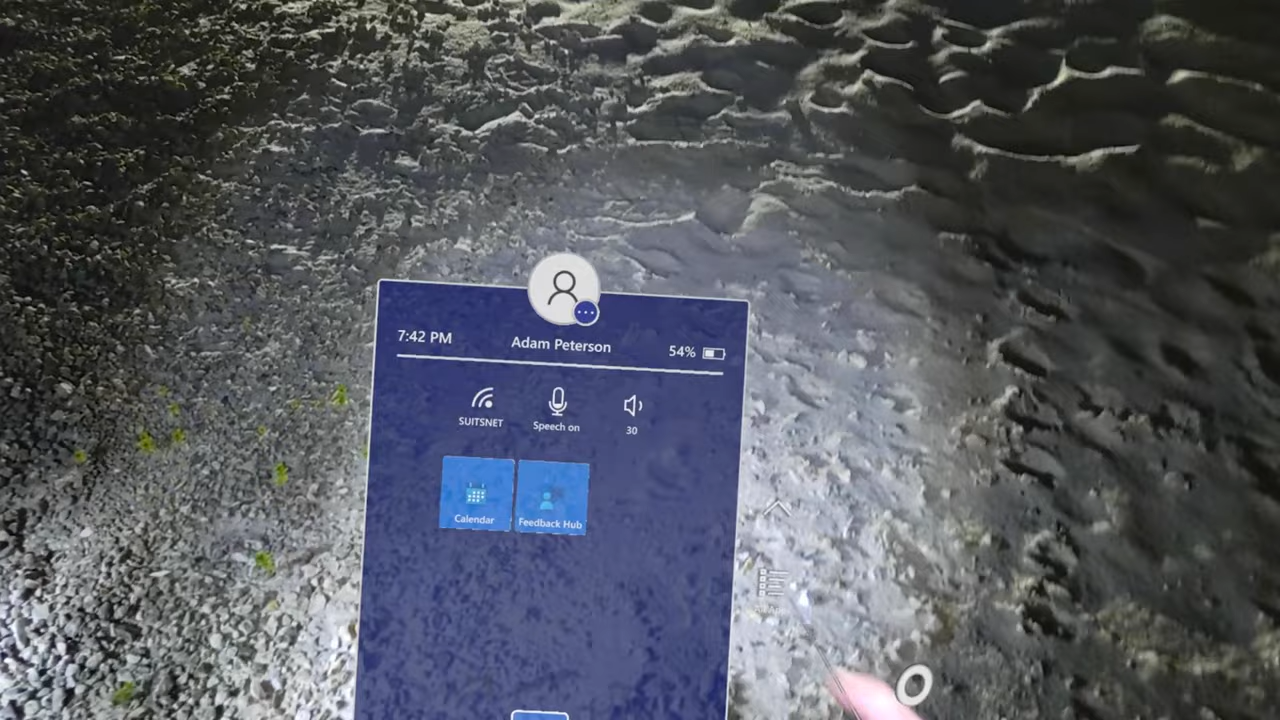 7:42 PM
Adam Peterson
54%
SUITSNET
Speech on
30
Calendar
Feedback Hub